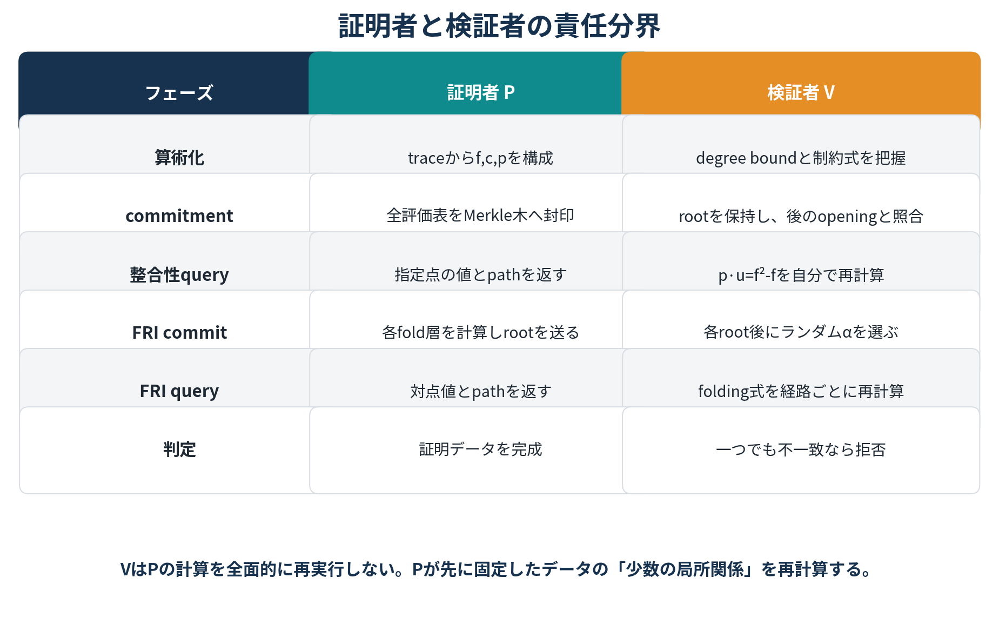 証明者と検証者の責任分界
フェーズ 証明者 P 検証者 V
算術化 traceからf,c,pを構成 degree boundと制約式を把握
commitment 全評価表をMerkle木へ封印 rootを保持し、後のopeningと照合
整合性query 指定点の値とpathを返す p·u=f²-fを自分で再計算
FRI commit 各fold層を計算しrootを送る 各root後にランダムαを選ぶ
FRI query 対点値とpathを返す folding式を経路ごとに再計算
判定 証明データを完成 一つでも不一致なら拒否
VはPの計算を全面的に再実行しない。Pが先に固定したデータの「少数の局所関係」を再計算する。